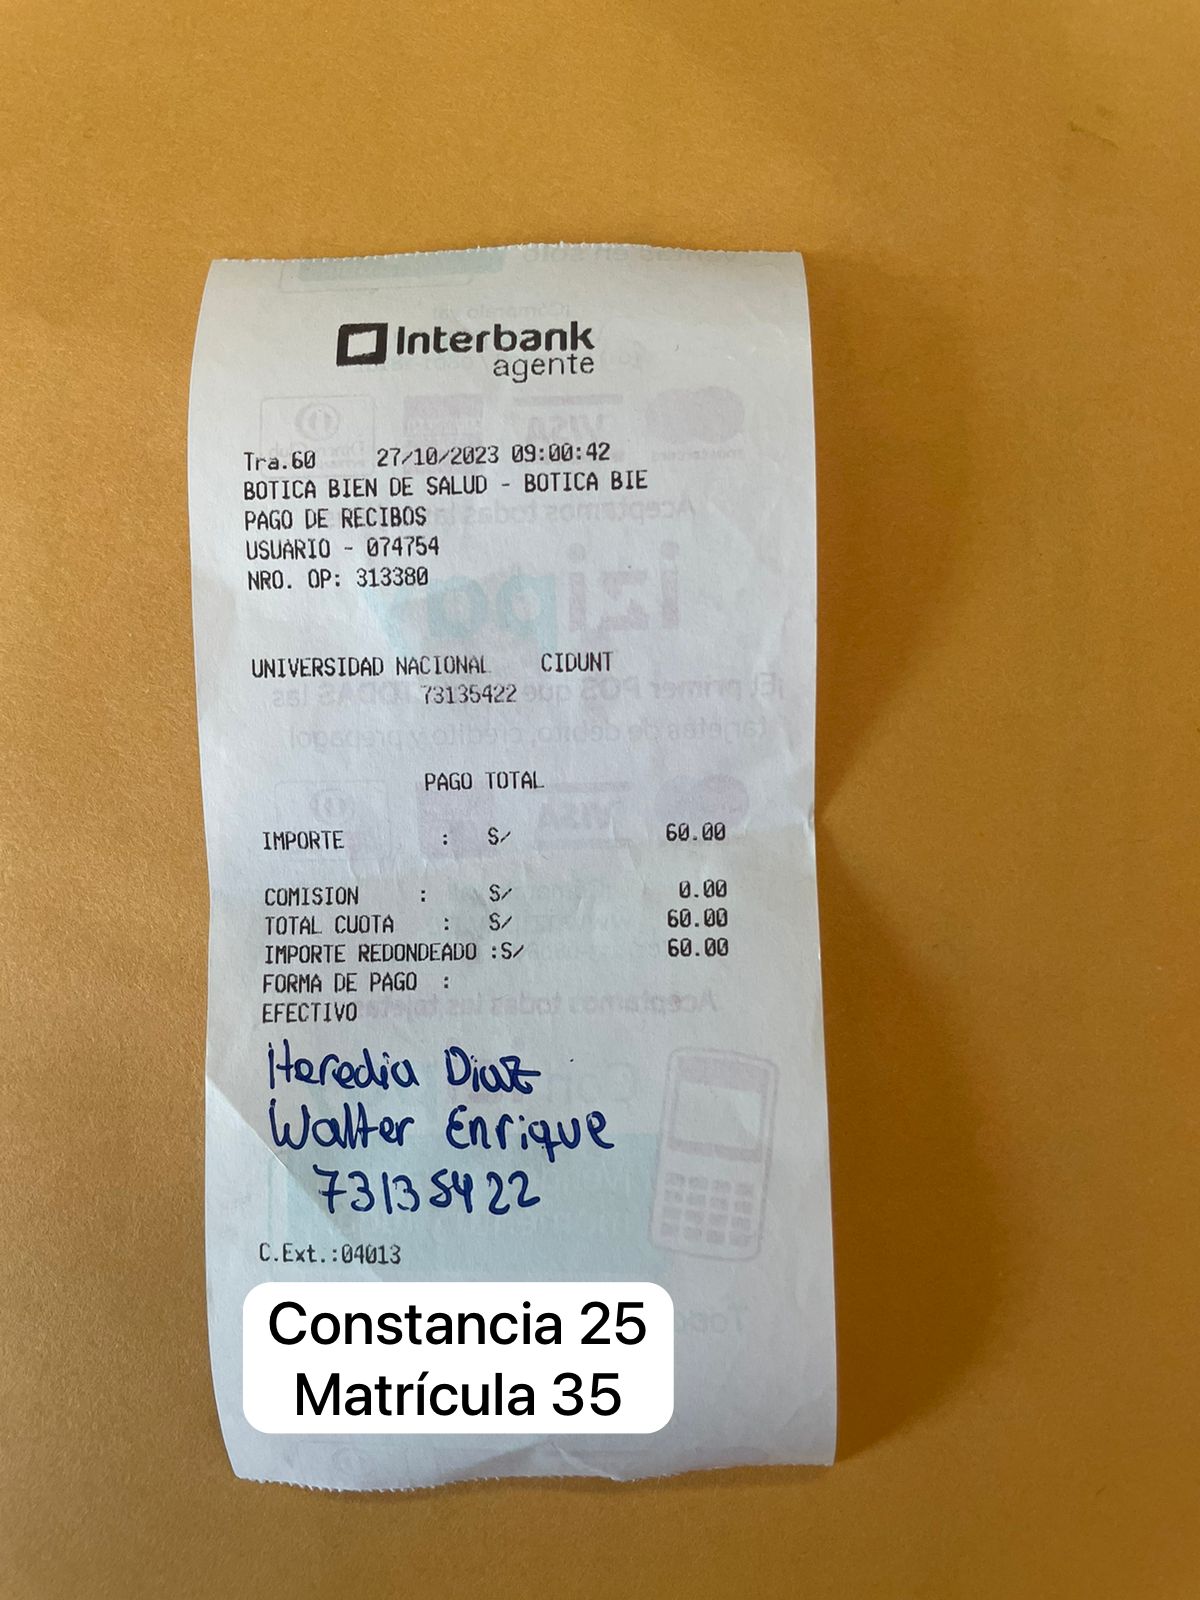 Interbank
agente
Tra.60 27/10/2023 09:00:42
BOTICA BIEN DE SALUD - BOTICA BIE
PAGO DE RECIBOS
USUARIO - 074754
NRO. OP: 313380
UNIVERSIDAD NACIONAL CIDUNT
73135422
PAGO TOTAL
IMPORTE : S/ 60.00
COMISION : S/ 0.00
TOTAL CUOTA : S/ 60.00
IMPORTE REDONDEADO :S/ 60.00
FORMA DE PAGO :
EFECTIVO
Heredia Diaz
Walter Enrique
73135422
C.Ext.:04013
Constancia 25
Matrícula 35